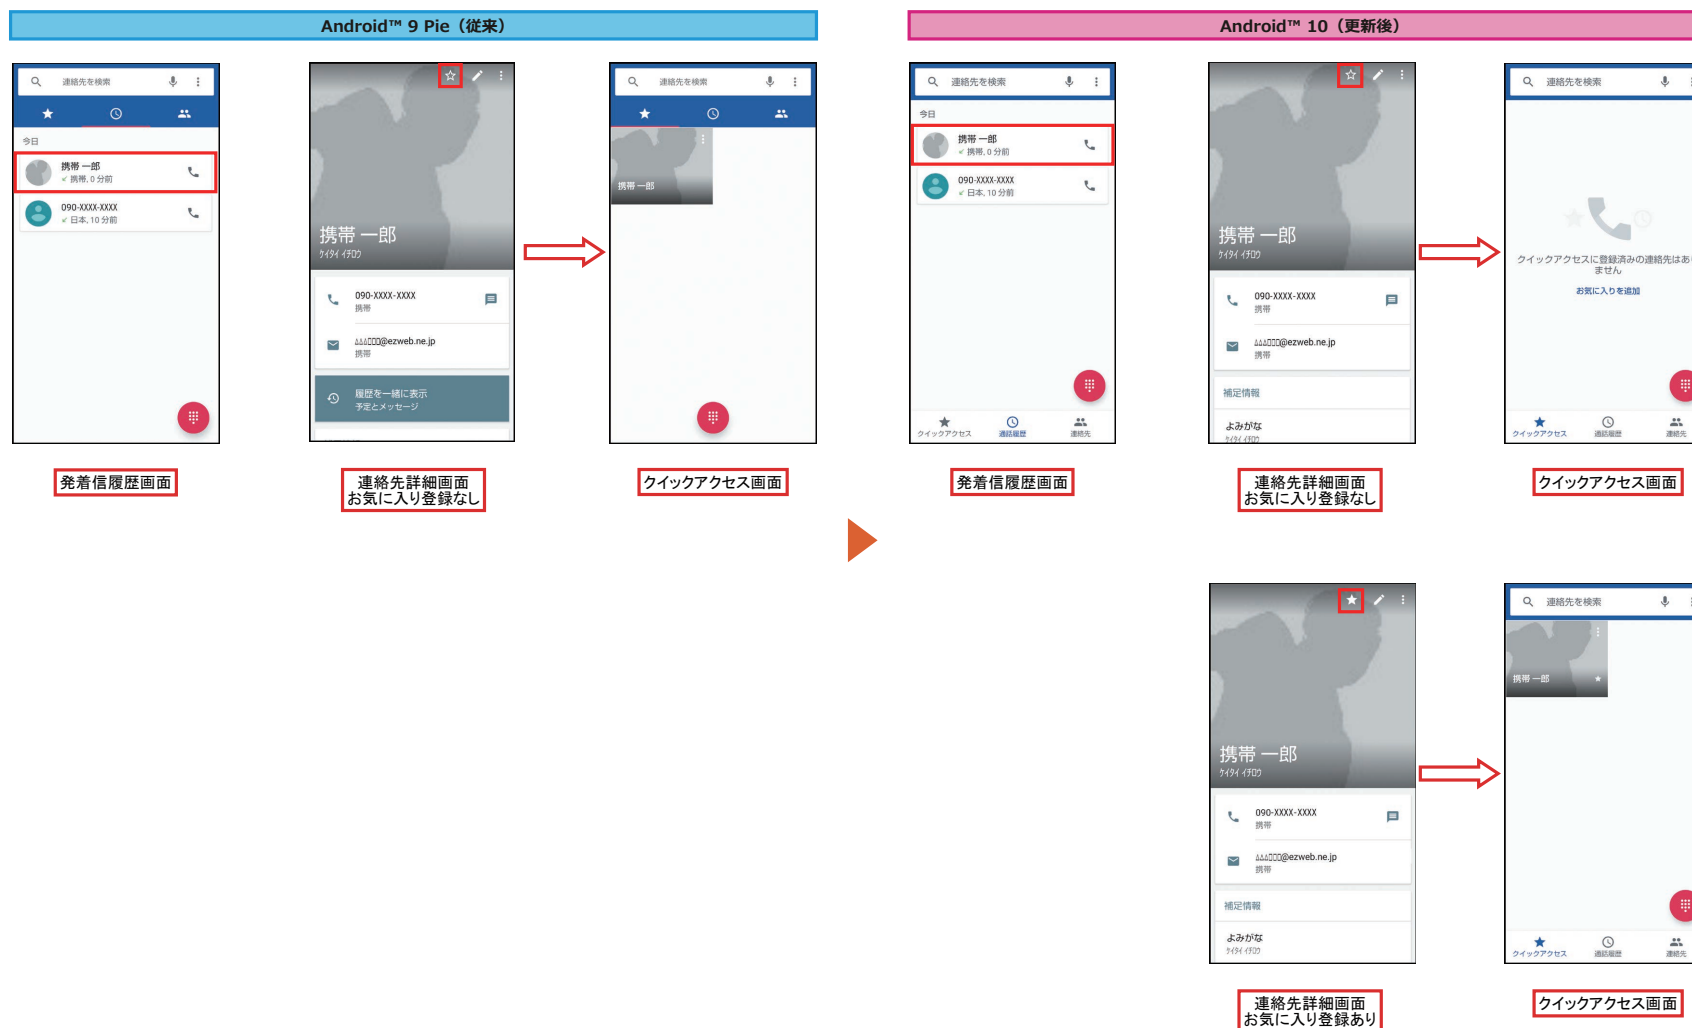 Android™ 9 Pie（従来）
連絡先を検索
今日
携帯 一郎
携帯, 0 分前
090-XXXX-XXXX
日本, 10 分前
発着信履歴画面
携帯 一郎
ｹｲﾀｲ ｲﾁﾛｳ
090-XXXX-XXXX
携帯
△△△□□□@ezweb.ne.jp
携帯
履歴を一緒に表示
予定とメッセージ
連絡先詳細画面
お気に入り登録なし
連絡先を検索
携帯 一郎
クイックアクセス画面
Android™ 10（更新後）
連絡先を検索
今日
携帯 一郎
携帯, 0 分前
090-XXXX-XXXX
日本, 10 分前
クイックアクセス 通話履歴 連絡先
発着信履歴画面
携帯 一郎
ｹｲﾀｲ ｲﾁﾛｳ
090-XXXX-XXXX
携帯
△△△□□□@ezweb.ne.jp
携帯
補足情報
よみがな
ｹｲﾀｲ ｲﾁﾛｳ
連絡先詳細画面
お気に入り登録なし
連絡先を検索
クイックアクセスに登録済みの連絡先はあり
ません
お気に入りを追加
クイックアクセス 通話履歴 連絡先
クイックアクセス画面
携帯 一郎
ｹｲﾀｲ ｲﾁﾛｳ
090-XXXX-XXXX
携帯
△△△□□□@ezweb.ne.jp
携帯
補足情報
よみがな
ｹｲﾀｲ ｲﾁﾛｳ
連絡先詳細画面
お気に入り登録あり
連絡先を検索
携帯 一郎
クイックアクセス 通話履歴 連絡先
クイックアクセス画面